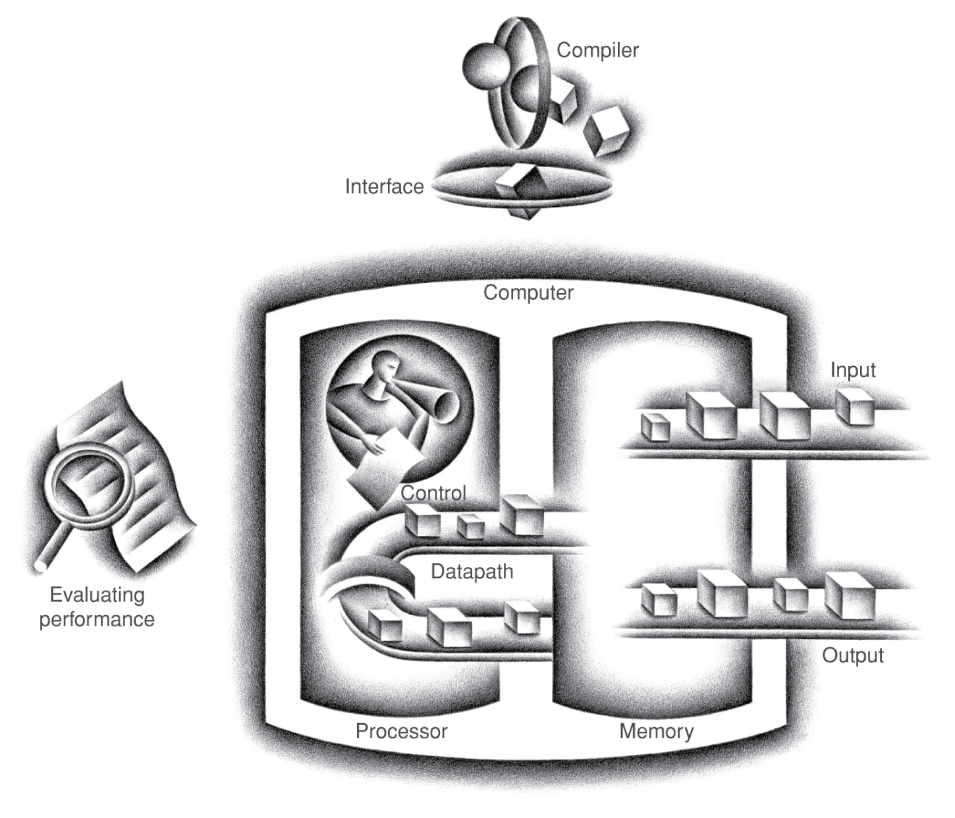 Compiler
Interface
Computer
Input
Control
Datapath
Evaluating
performance
Output
Processor
Memory